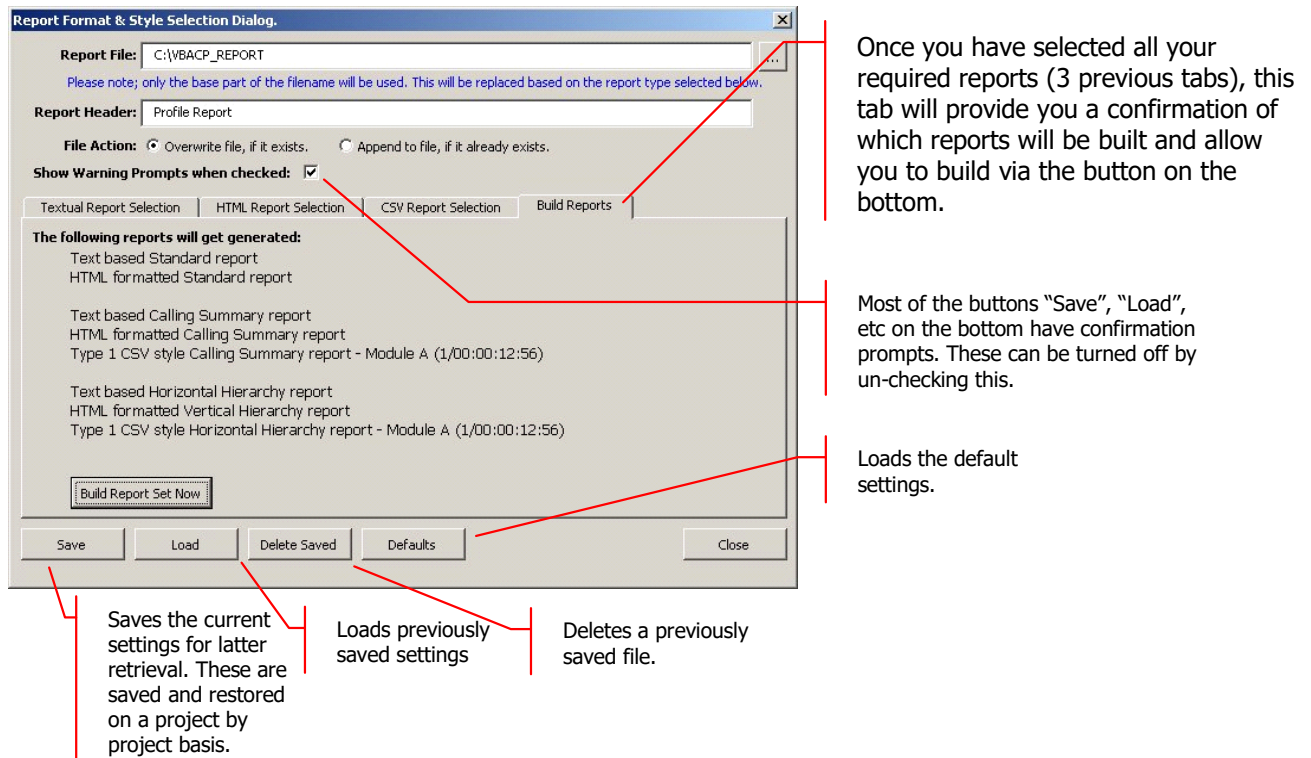 Report Format & Style Selection Dialog.
Report File: C:\VBACP_REPORT ...
Please note; only the base part of the filename will be used. This will be replaced based on the report type selected below.
Report Header: Profile Report
File Action: Overwrite file, if it exists. Append to file, if it already exists.
Show Warning Prompts when checked:
Textual Report Selection HTML Report Selection CSV Report Selection Build Reports
The following reports will get generated:
Text based Standard report
HTML formatted Standard report
Text based Calling Summary report
HTML formatted Calling Summary report
Type 1 CSV style Calling Summary report - Module A (1/00:00:12:56)
Text based Horizontal Hierarchy report
HTML formatted Vertical Hierarchy report
Type 1 CSV style Horizontal Hierarchy report - Module A (1/00:00:12:56)
Build Report Set Now
Save Load Delete Saved Defaults Close
Once you have selected all your
required reports (3 previous tabs), this
tab will provide you a confirmation of
which reports will be built and allow
you to build via the button on the
bottom.
Most of the buttons “Save”, “Load”,
etc on the bottom have confirmation
prompts. These can be turned off by
un-checking this.
Loads the default
settings.
Saves the current
settings for latter
retrieval. These are
saved and restored
on a project by
project basis.
Loads previously
saved settings
Deletes a previously
saved file.